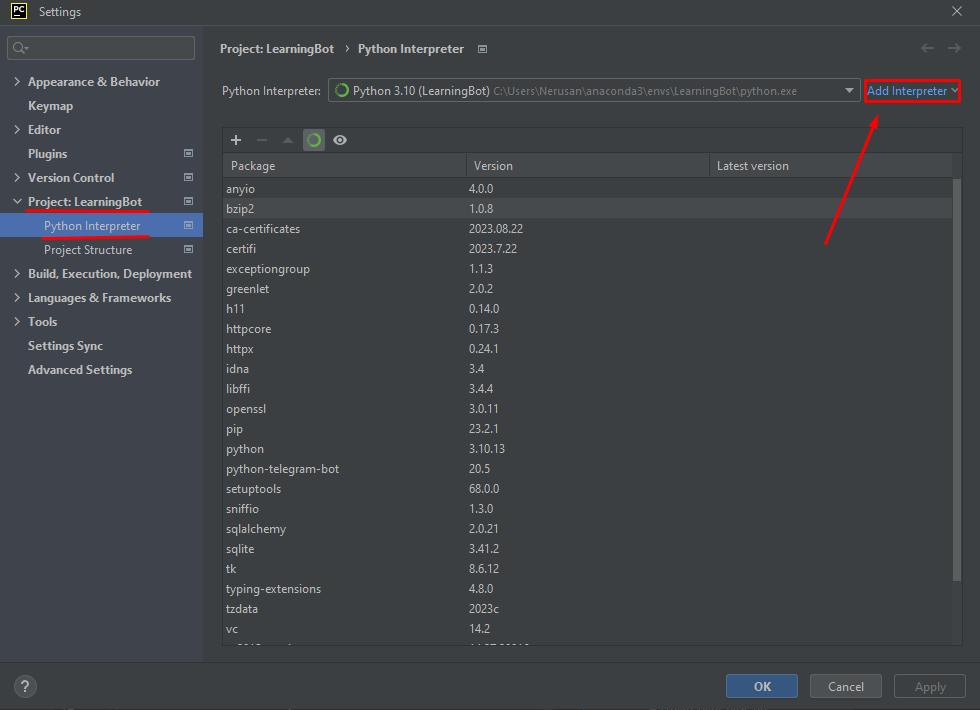 PC Settings
Project: LearningBot › Python Interpreter
Appearance & Behavior
Keymap
Editor
Plugins
Version Control
Project: LearningBot
Python Interpreter
Project Structure
Build, Execution, Deployment
Languages & Frameworks
Tools
Settings Sync
Advanced Settings
Python Interpreter: Python 3.10 (LearningBot) C:\Users\Nerusan\anaconda3\envs\LearningBot\python.exe Add Interpreter
Package Version Latest version
anyio 4.0.0
bzip2 1.0.8
ca-certificates 2023.08.22
certifi 2023.7.22
exceptiongroup 1.1.3
greenlet 2.0.2
h11 0.14.0
httpcore 0.17.3
httpx 0.24.1
idna 3.4
libffi 3.4.4
openssl 3.0.11
pip 23.2.1
python 3.10.13
python-telegram-bot 20.5
setuptools 68.0.0
sniffio 1.3.0
sqlalchemy 2.0.21
sqlite 3.41.2
tk 8.6.12
typing-extensions 4.8.0
tzdata 2023c
vc 14.2
? OK Cancel Apply